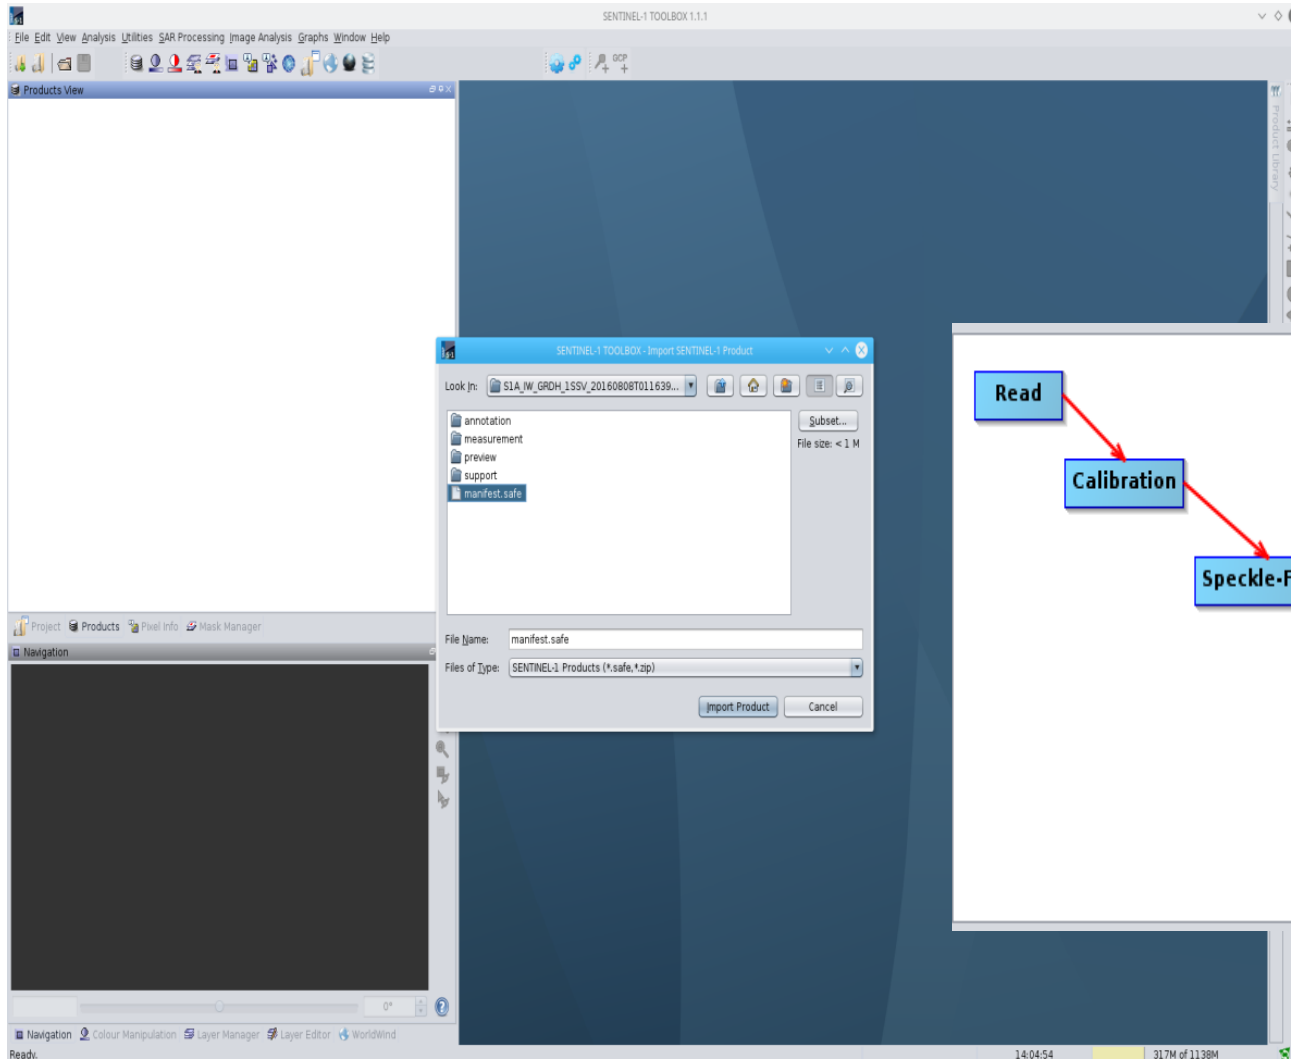 SENTINEL-1 TOOLBOX 1.1.1
File Edit View Analysis Utilities SAR Processing Image Analysis Graphs Window Help
GCP
Products View
Product Library
SENTINEL-1 TOOLBOX - Import SENTINEL-1 Product
Look In: S1A_IW_GRDH_1SSV_20160808T011639...
annotation
measurement
preview
support
manifest.safe
Subset...
File size: < 1 M
File Name: manifest.safe
Files of Type: SENTINEL-1 Products (*.safe,*.zip)
Import Product Cancel
Read
Calibration
Speckle-F
Project Products Pixel Info Mask Manager
Navigation
0°
Navigation Colour Manipulation Layer Manager Layer Editor WorldWind
Ready. 14:04:54 317M of 1138M